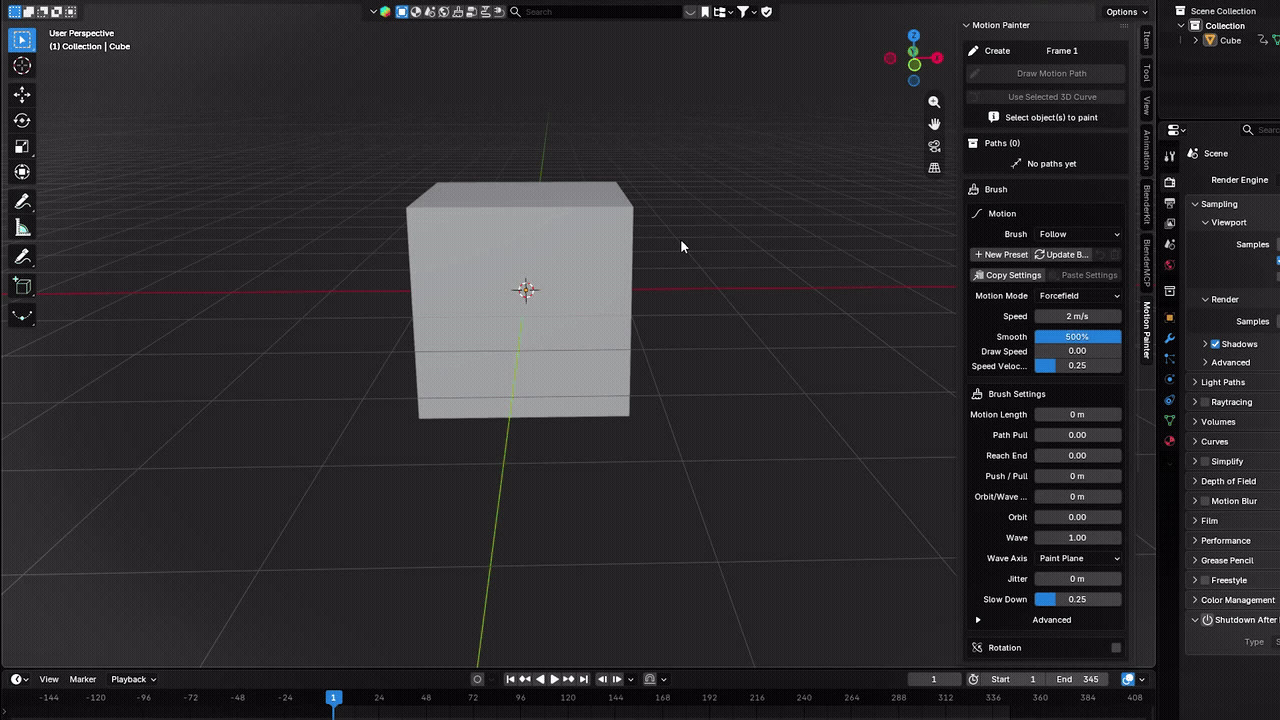 Search
Options
User Perspective
(1) Collection | Cube
Z
X
Motion Painter
Create
Frame 1
Draw Motion Path
Use Selected 3D Curve
Select object(s) to paint
Paths (0)
No paths yet
Brush
Motion
Brush
Follow
New Preset
Update B...
Copy Settings
Paste Settings
Motion Mode
Forcefield
Speed
2 m/s
Smooth
500%
Draw Speed
0.00
Speed Veloc...
0.25
Brush Settings
Motion Length
0 m
Path Pull
0.00
Reach End
0.00
Push / Pull
0 m
Orbit/Wave ...
0 m
Orbit
0.00
Wave
1.00
Wave Axis
Paint Plane
Jitter
0 m
Slow Down
0.25
Advanced
Rotation
Item
Tool
View
Animation
BlenderKit
BlenderMCP
Motion Painter
Scene Collection
Collection
Cube
Searc
Scene
Render Engine
Sampling
Viewport
Samples
Render
Samples
Shadows
Advanced
Light Paths
Raytracing
Volumes
Curves
Simplify
Depth of Field
Motion Blur
Film
Performance
Grease Pencil
Freestyle
Color Management
Shutdown After
Type
View
Marker
Playback
1
Start
1
End
345
-144
-120
-96
-72
-48
-24
1
24
48
72
96
120
144
168
192
216
240
264
288
312
336
360
384
408